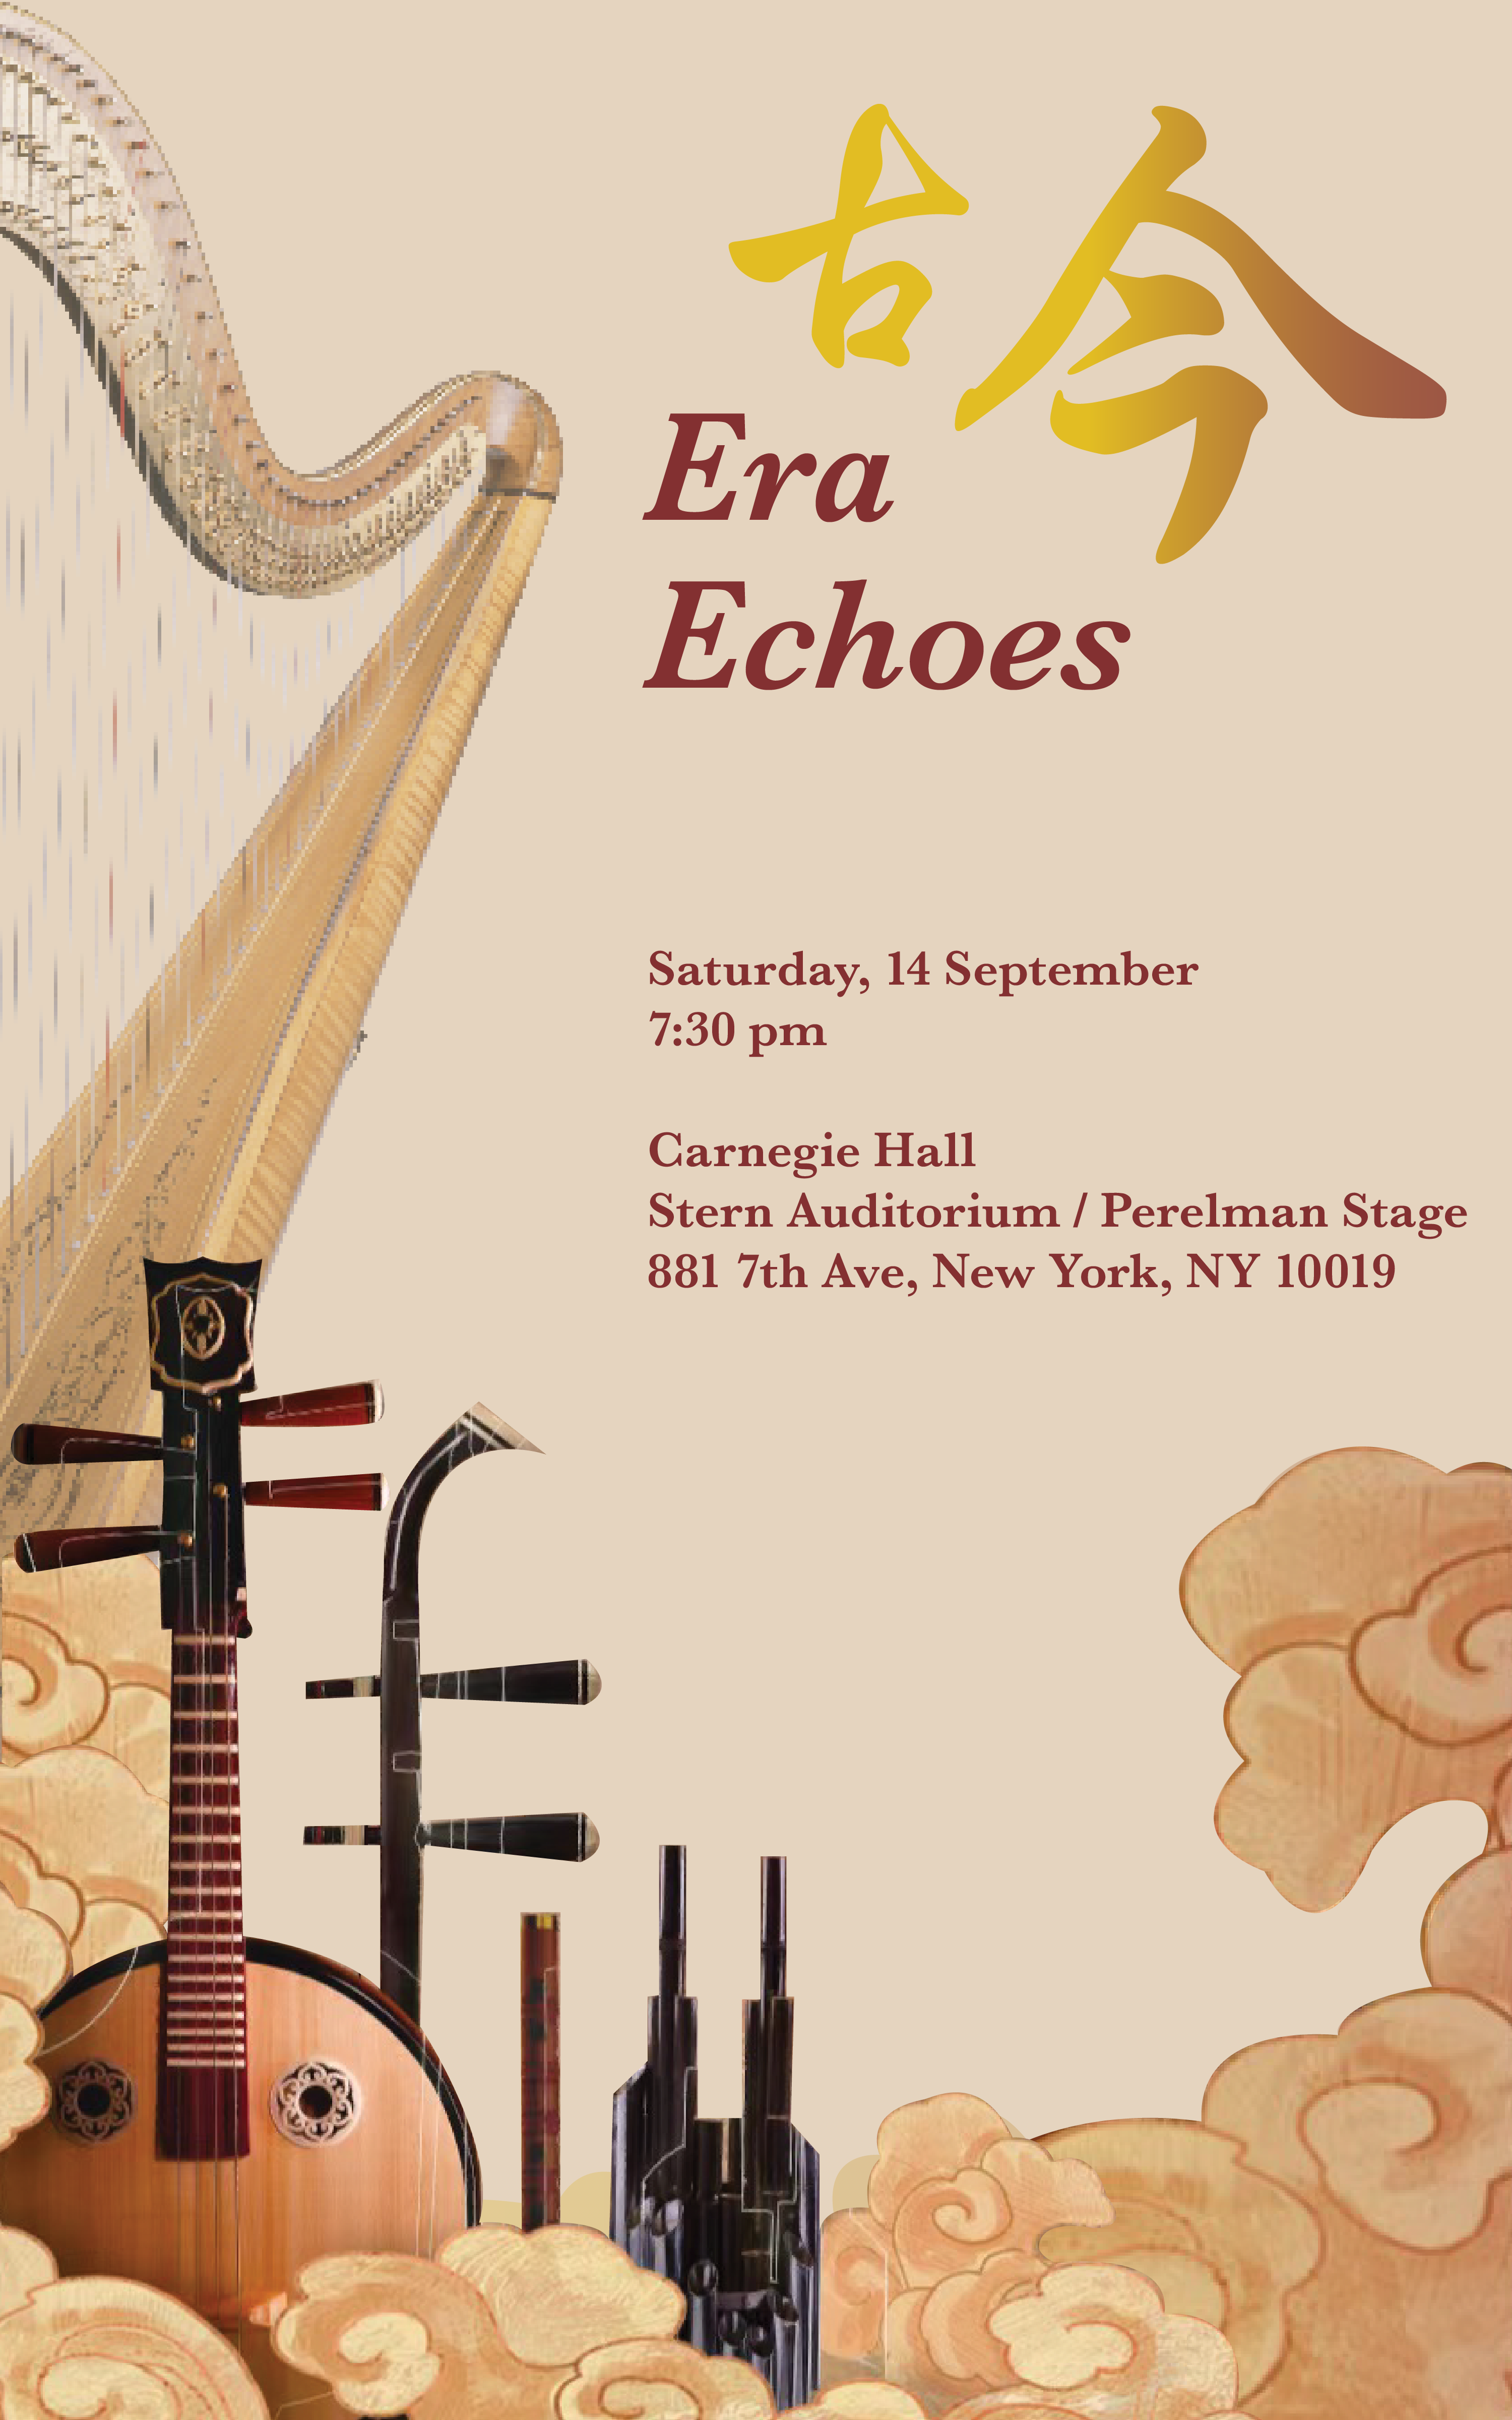 古今
Era
Echoes
Saturday, 14 September
7:30 pm
Carnegie Hall
Stern Auditorium / Perelman Stage
881 7th Ave, New York, NY 10019